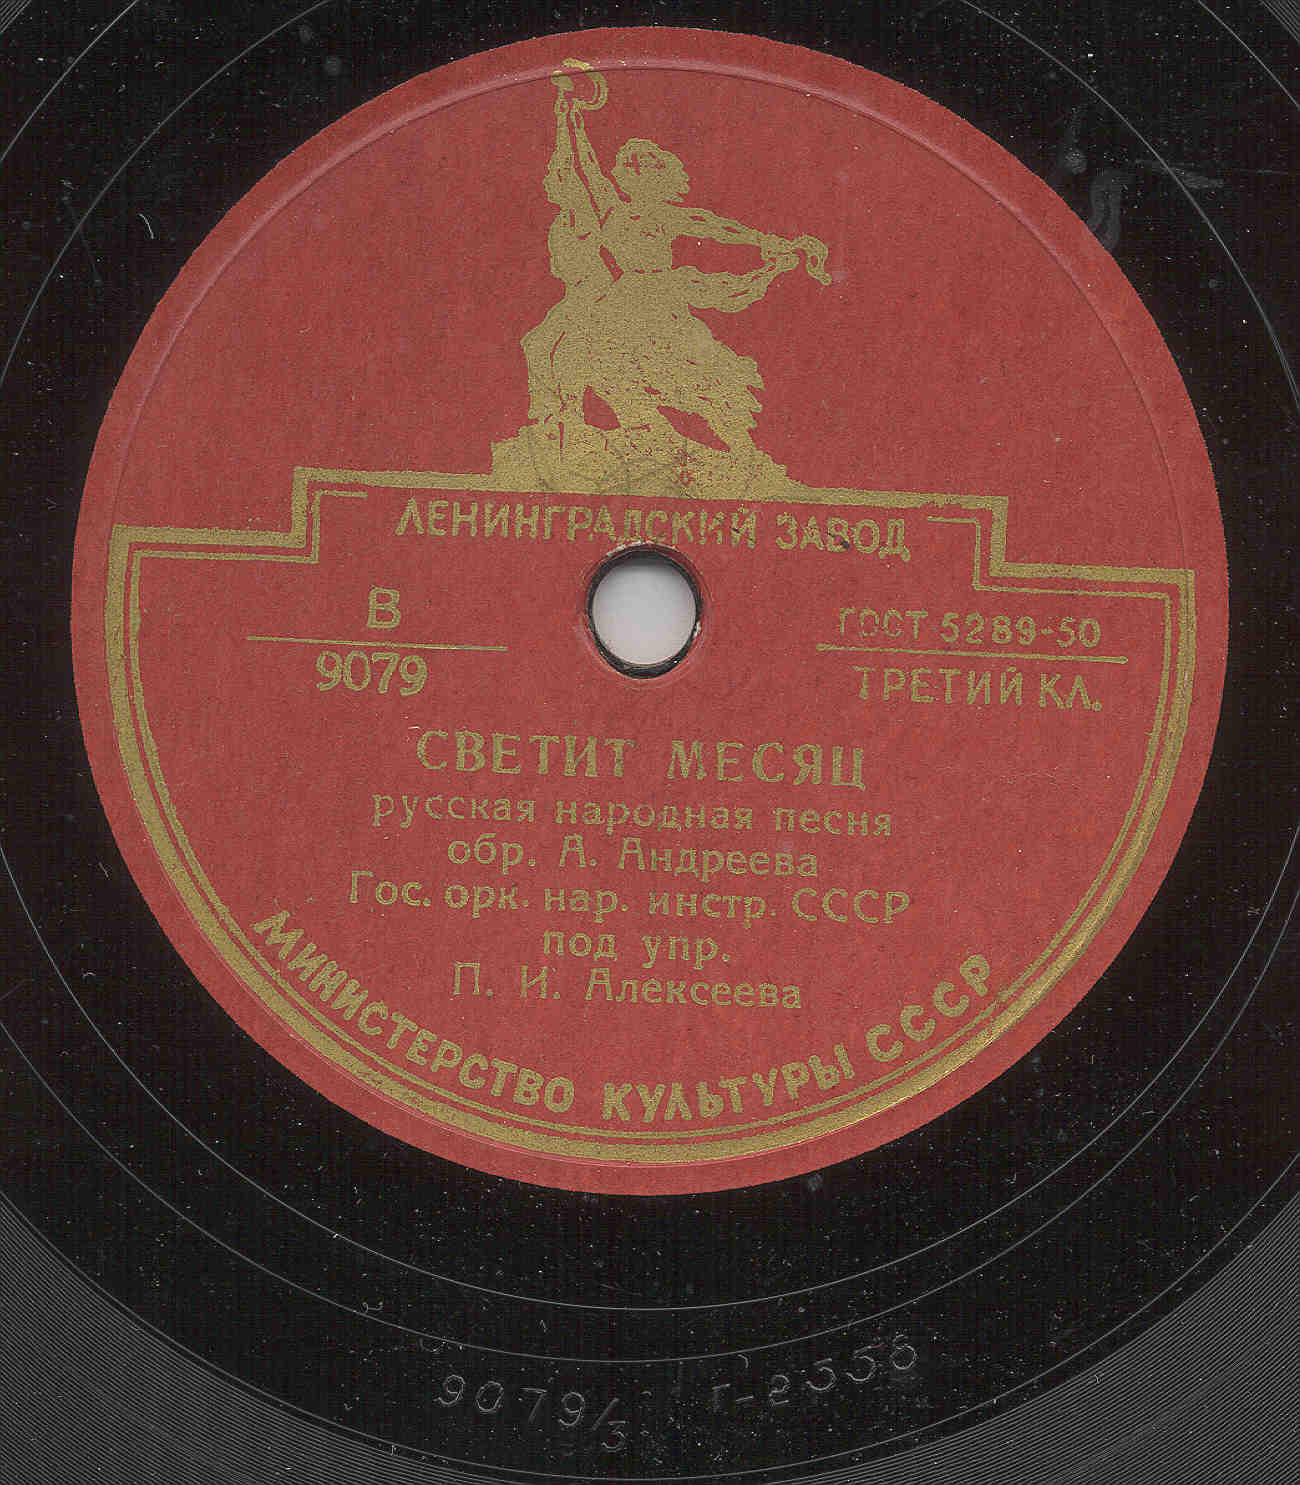 ЛЕНИНГРАДСКИЙ ЗАВОД
В
9079
ГОСТ 5289-50
ТРЕТИЙ КЛ.
СВЕТИТ МЕСЯЦ
русская народная песня
обр. А. Андреева
Гос. орк. нар. инстр. СССР
под упр.
П. И. Алексеева
МИНИСТЕРСТВО КУЛЬТУРЫ СССР
9079/3